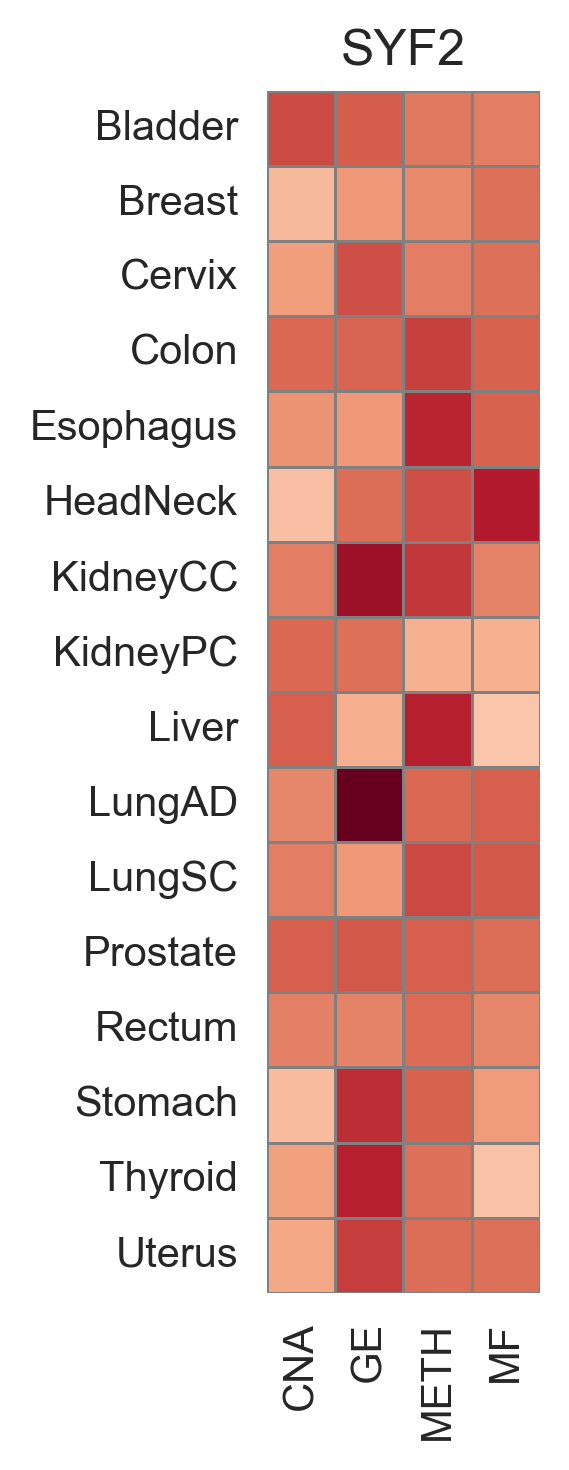 SYF2
Bladder
Breast
Cervix
Colon
Esophagus
HeadNeck
KidneyCC
KidneyPC
Liver
LungAD
LungSC
Prostate
Rectum
Stomach
Thyroid
Uterus
CNA
GE
METH
MF